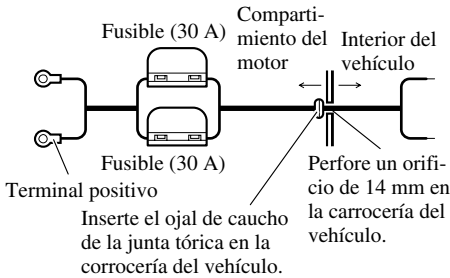 Fusible (30 A)
Comparti-
miento del
motor
Interior del
vehículo
Fusible (30 A)
Terminal positivo
Perfore un orifi-
cio de 14 mm en
la carrocería del
vehículo.
Inserte el ojal de caucho
de la junta tórica en la
corrocería del vehículo.